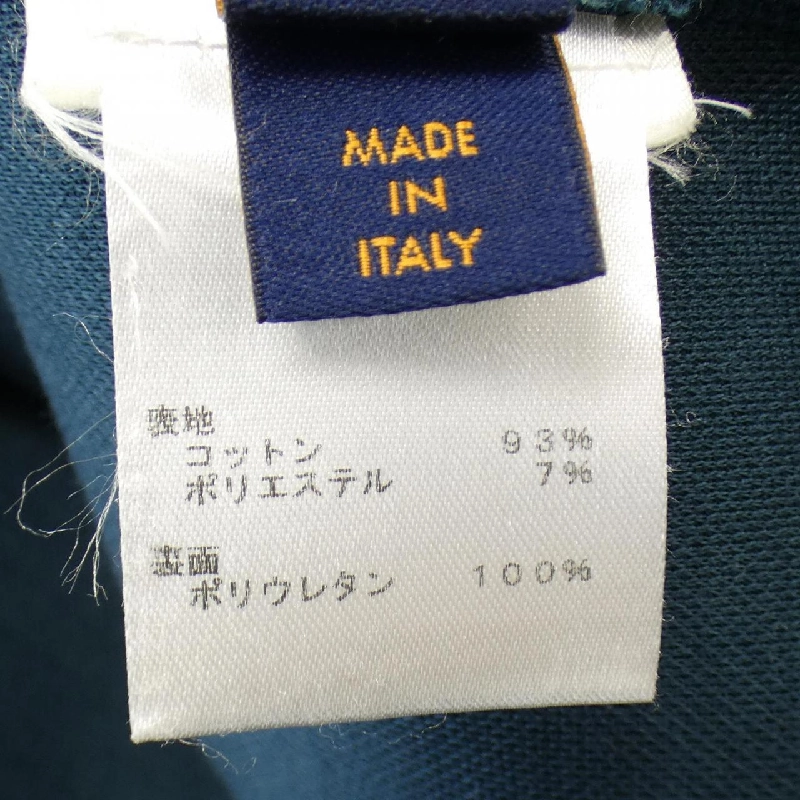 MADE
IN
ITALY
表地
コットン 93%
ポリエステル 7%
表面
ポリウレタン 100%